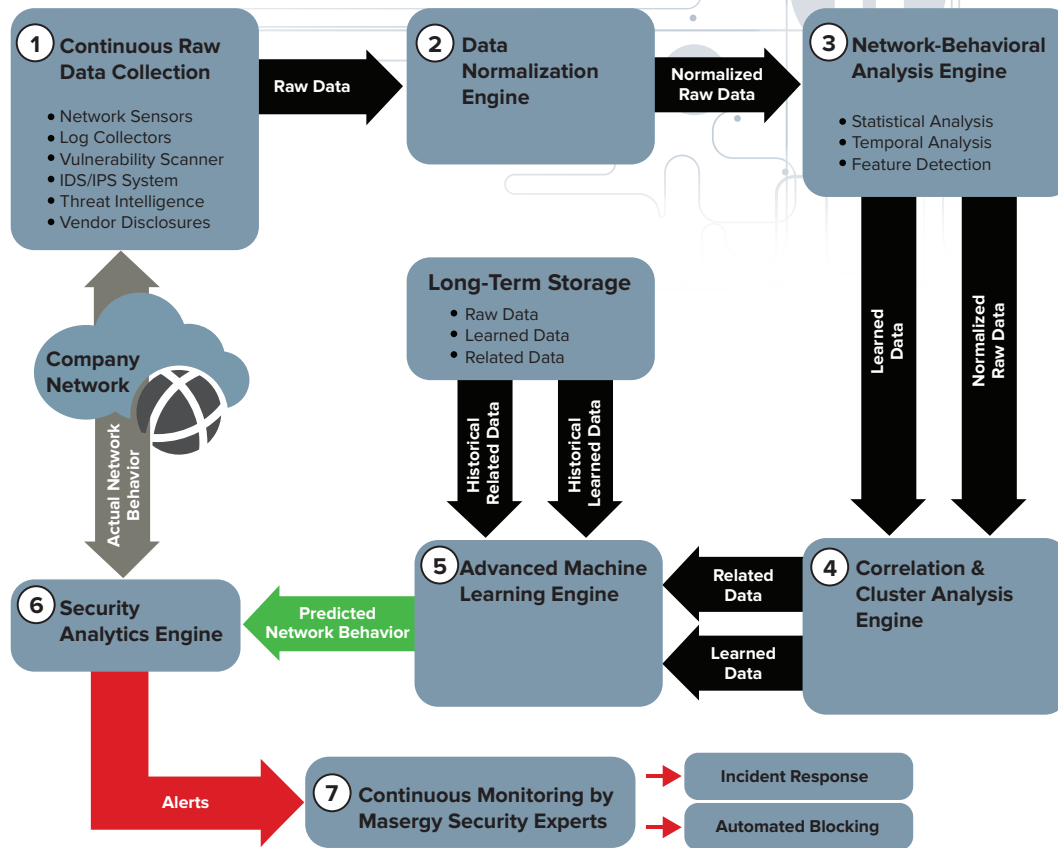 1 Continuous Raw
Data Collection
• Network Sensors
• Log Collectors
• Vulnerability Scanner
• IDS/IPS System
• Threat Intelligence
• Vendor Disclosures
Raw Data
2 Data
Normalization
Engine
Normalized
Raw Data
3 Network-Behavioral
Analysis Engine
• Statistical Analysis
• Temporal Analysis
• Feature Detection
Learned
Data
Normalized
Raw Data
Company
Network
Actual Network
Behavior
Long-Term Storage
• Raw Data
• Learned Data
• Related Data
Historical
Related Data
Historical
Learned Data
4 Correlation &
Cluster Analysis
Engine
Related
Data
Learned
Data
5 Advanced Machine
Learning Engine
Predicted
Network Behavior
6 Security
Analytics Engine
Alerts
7 Continuous Monitoring by
Masergy Security Experts
Incident Response
Automated Blocking